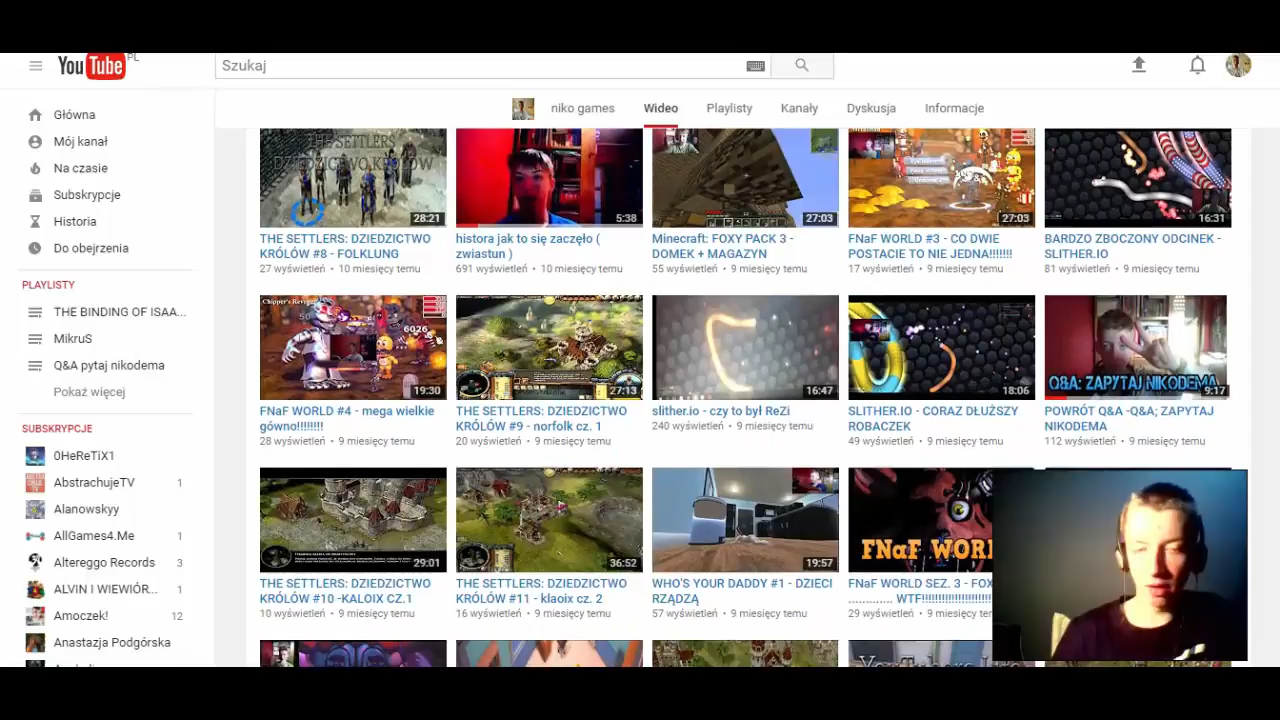 YouTube PL
Szukaj
niko games Wideo Playlisty Kanały Dyskusja Informacje
Główna
Mój kanał
Na czasie
Subskrypcje
Historia
Do obejrzenia
PLAYLISTY
THE BINDING OF ISAA...
MikruS
Q&A pytaj nikodema
Pokaż więcej
SUBSKRYPCJE
0HeReTiX1
AbstrachujeTV 1
Alanowskyy
AllGames4.Me 1
Altereggo Records 3
ALVIN I WIEWIÓR... 1
Amoczek! 12
Anastazja Podgórska
THE SETTLERS
DZIEDZICTWO KRÓLÓW
28:21
THE SETTLERS: DZIEDZICTWO
KRÓLÓW #8 - FOLKLUNG
27 wyświetleń • 10 miesięcy temu
5:38
histora jak to się zaczęło (
zwiastun )
691 wyświetleń • 10 miesięcy temu
27:03
Minecraft: FOXY PACK 3 -
DOMEK + MAGAZYN
55 wyświetleń • 9 miesięcy temu
27:03
FNaF WORLD #3 - CO DWIE
POSTACIE TO NIE JEDNA!!!!!!!
17 wyświetleń • 9 miesięcy temu
16:31
BARDZO ZBOCZONY ODCINEK -
SLITHER.IO
81 wyświetleń • 9 miesięcy temu
Chipper's Revenge
6026
19:30
FNaF WORLD #4 - mega wielkie
gówno!!!!!!!!
28 wyświetleń • 9 miesięcy temu
27:13
THE SETTLERS: DZIEDZICTWO
KRÓLÓW #9 - norfolk cz. 1
20 wyświetleń • 9 miesięcy temu
16:47
slither.io - czy to był ReZi
240 wyświetleń • 9 miesięcy temu
18:06
SLITHER.IO - CORAZ DŁUŻSZY
ROBACZEK
49 wyświetleń • 9 miesięcy temu
Q&A: ZAPYTAJ NIKODEMA
9:17
POWRÓT Q&A -Q&A; ZAPYTAJ
NIKODEMA
112 wyświetleń • 9 miesięcy temu
29:01
THE SETTLERS: DZIEDZICTWO
KRÓLÓW #10 -KALOIX CZ.1
10 wyświetleń • 9 miesięcy temu
36:52
THE SETTLERS: DZIEDZICTWO
KRÓLÓW #11 - klaoix cz. 2
16 wyświetleń • 9 miesięcy temu
19:57
WHO'S YOUR DADDY #1 - DZIECI
RZĄDZĄ
57 wyświetleń • 9 miesięcy temu
FNaF WORL
FNaF WORLD SEZ. 3 - FOX
............. WTF!!!!!!!!!!!!!!!!!!!!!
29 wyświetleń • 9 miesięcy temu